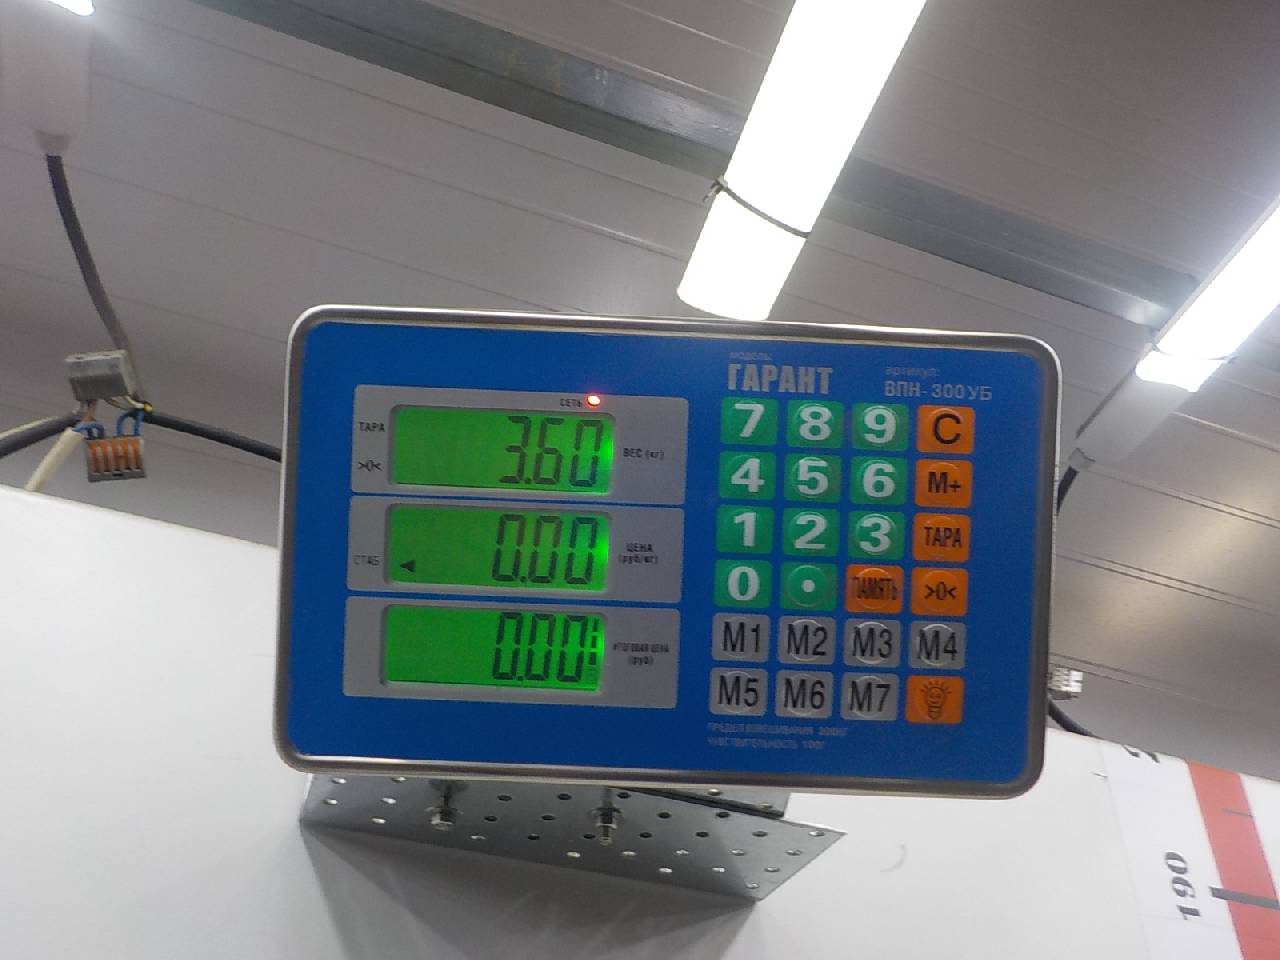 модель:
ГАРАНТ
артикул:
ВПН-300УБ
СЕТЬ
ТАРА
>0<
3.60
ВЕС (кг)
СТАБ
0.00
ЦЕНА
(руб/кг)
0.00
ИТОГОВАЯ ЦЕНА
(руб)
7 8 9 C
4 5 6 M+
1 2 3 ТАРА
0 . ПАМЯТЬ >0<
M1 M2 M3 M4
M5 M6 M7
ПРЕДЕЛ ВЗВЕШИВАНИЯ 300КГ
ЧУВСТВИТЕЛЬНОСТЬ 100Г
190